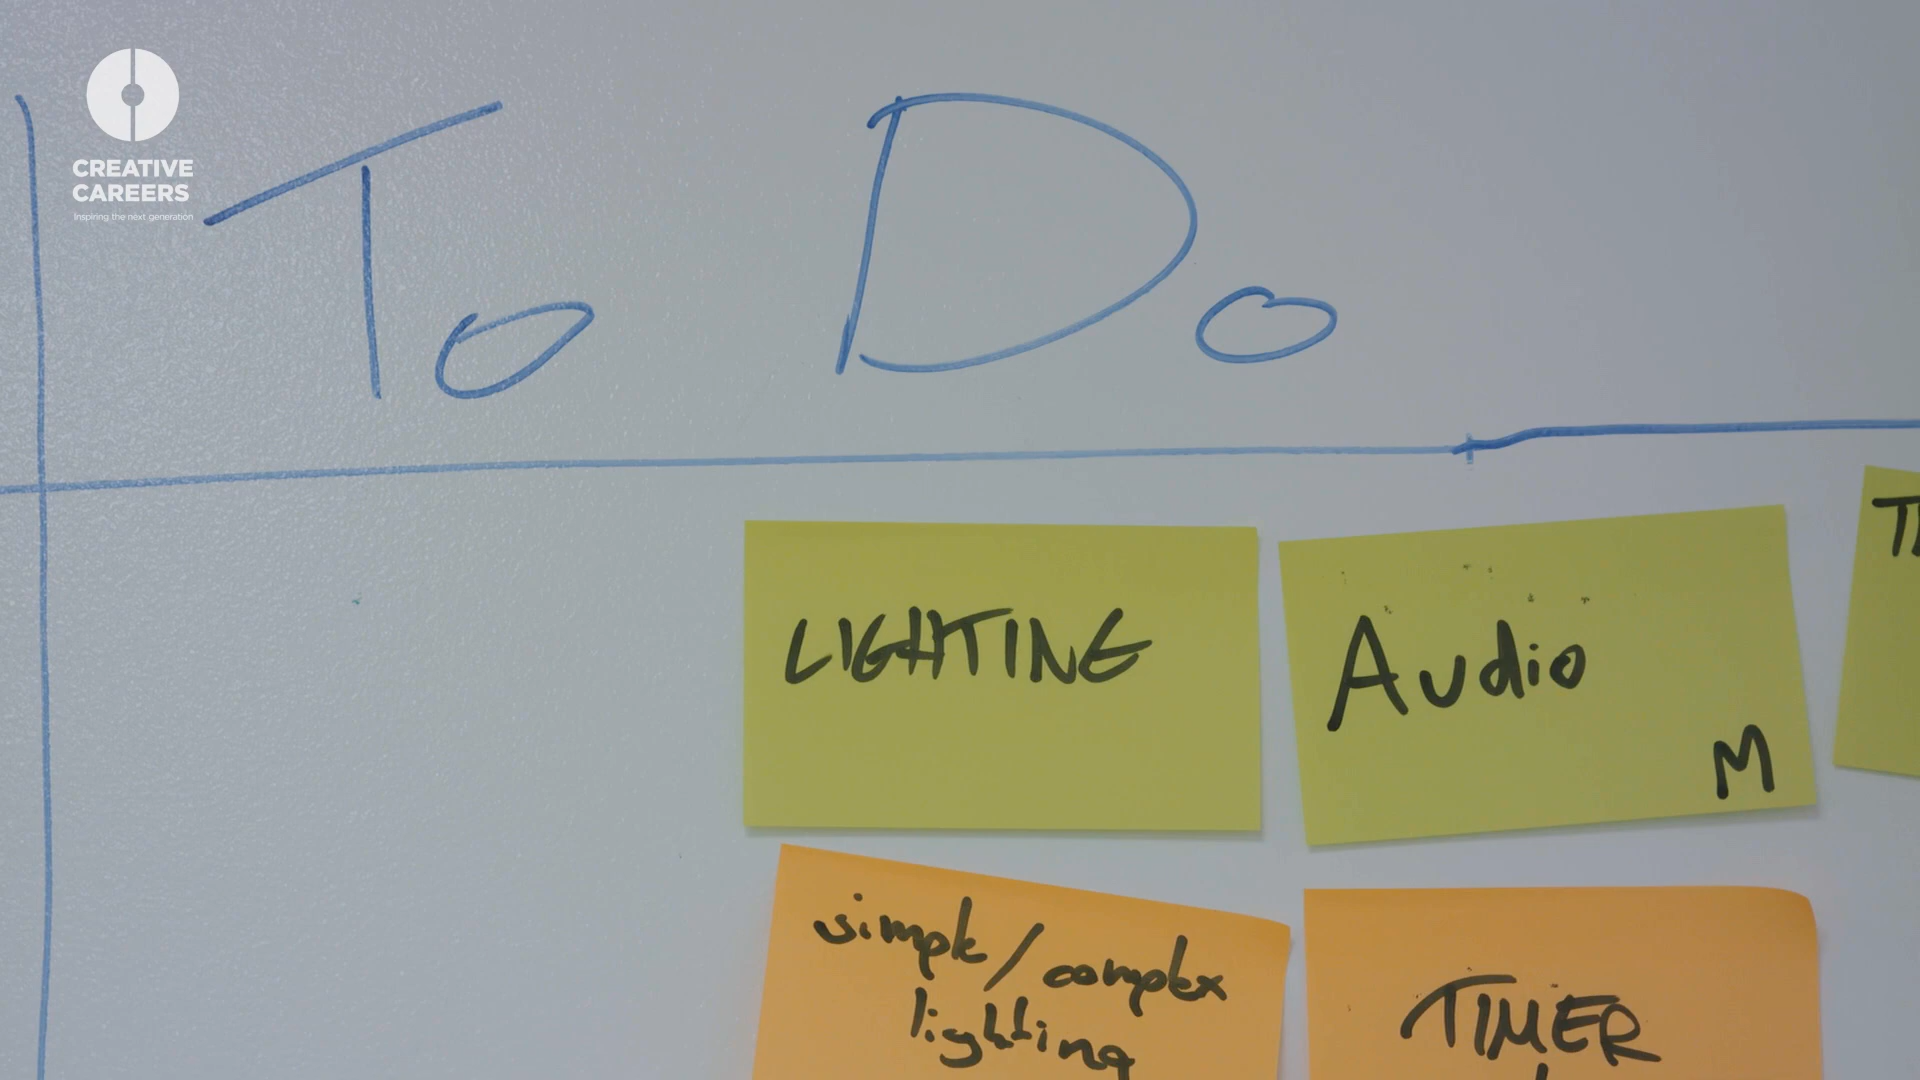 CREATIVE
CAREERS
Inspiring the next generation
To Do
LIGHTING
Audio
M
simple/complex
lighting
TIMER